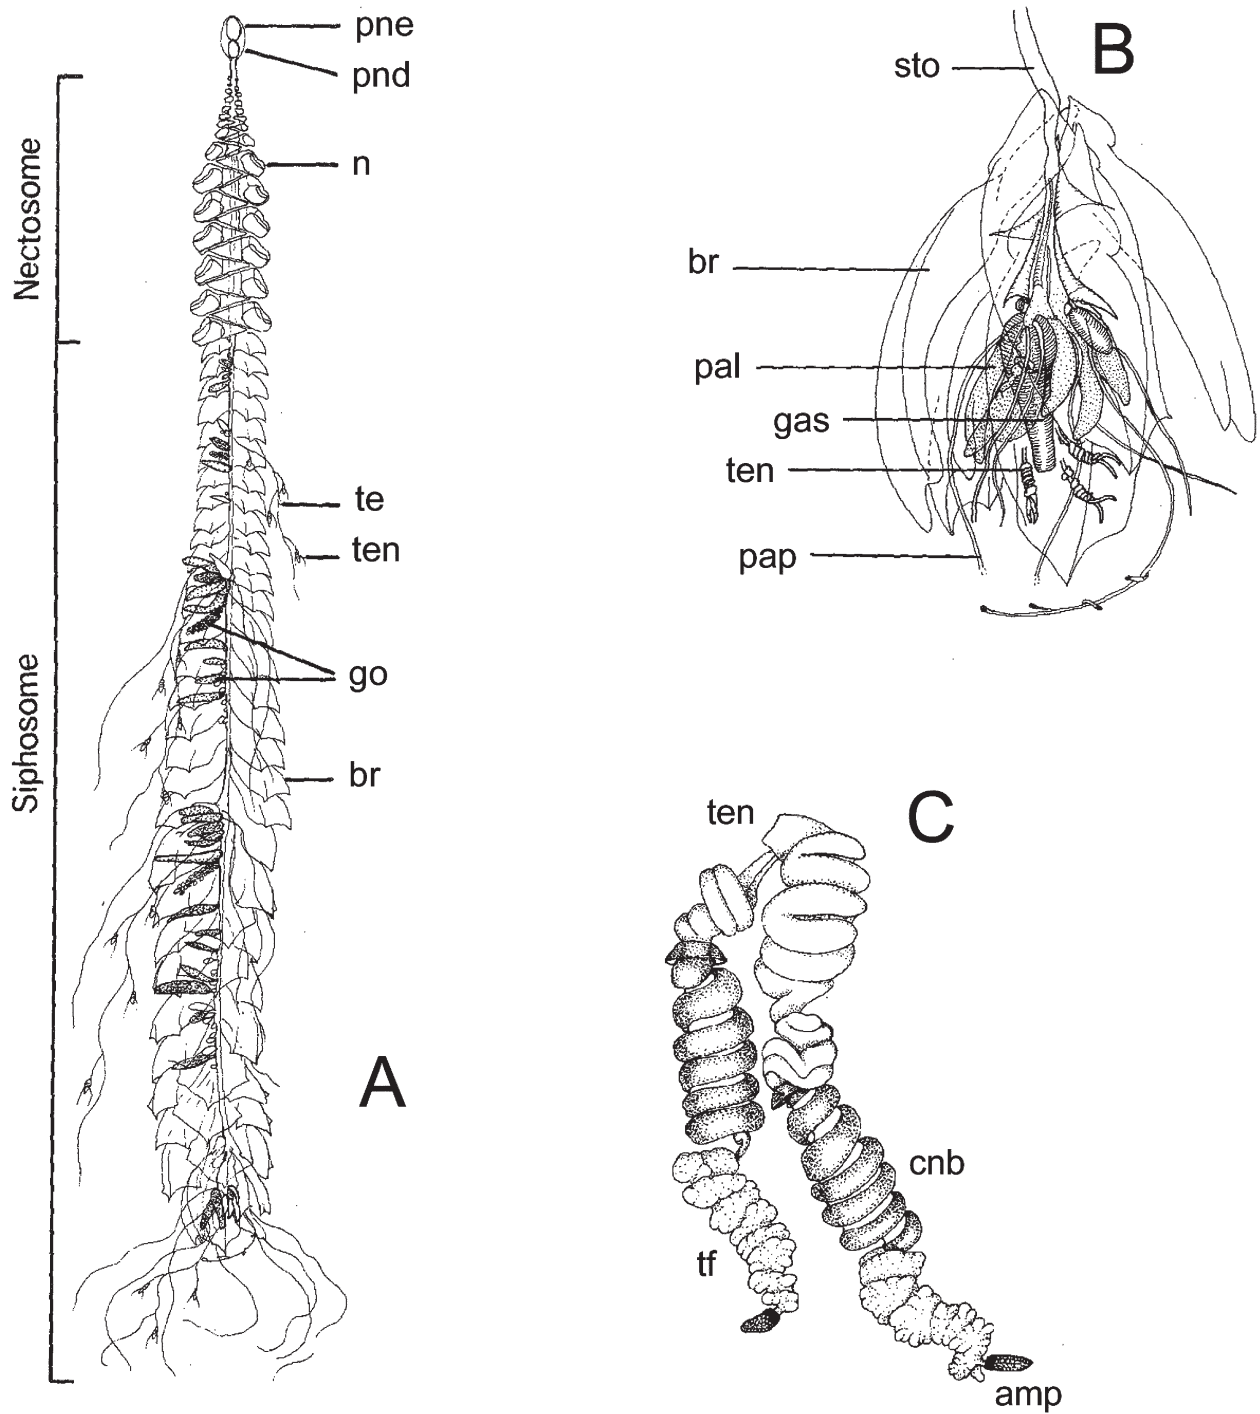 pne
pnd
n
Nectosome
te
ten
go
br
Siphosome
A
B
sto
br
pal
gas
ten
pap
C
ten
cnb
tf
amp